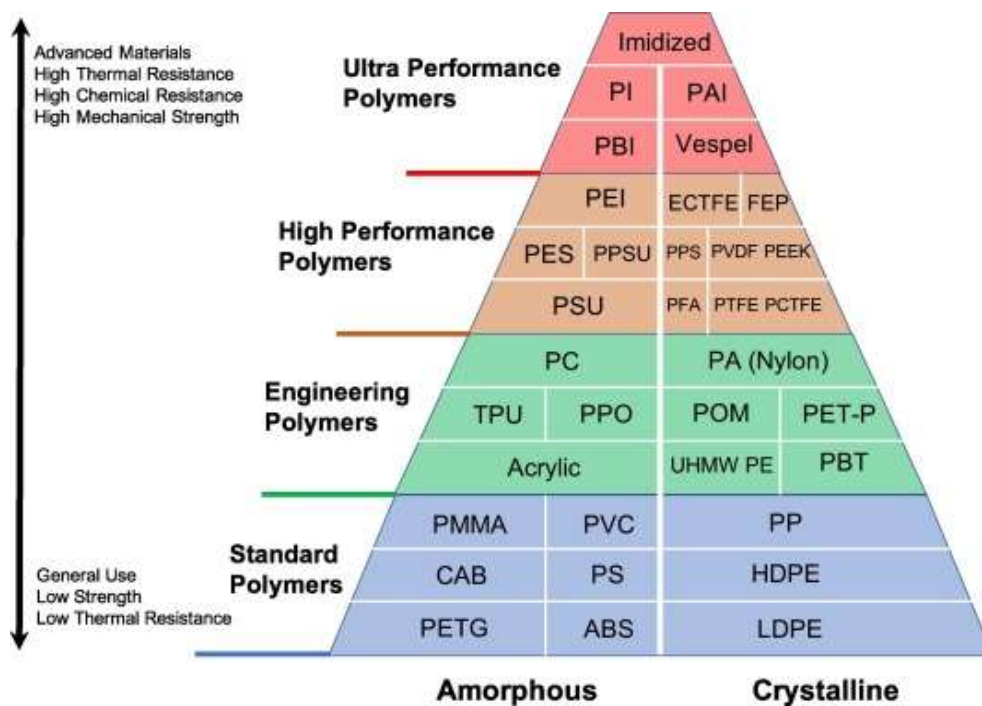 Advanced Materials
High Thermal Resistance
High Chemical Resistance
High Mechanical Strength
Ultra Performance
Polymers
Imidized
PI PAI
PBI Vespel
High Performance
Polymers
PEI ECTFE FEP
PES PPSU PPS PVDF PEEK
PSU PFA PTFE PCTFE
Engineering
Polymers
PC PA (Nylon)
TPU PPO POM PET-P
Acrylic UHMW PE PBT
Standard
Polymers
PMMA PVC PP
CAB PS HDPE
PETG ABS LDPE
General Use
Low Strength
Low Thermal Resistance
Amorphous Crystalline